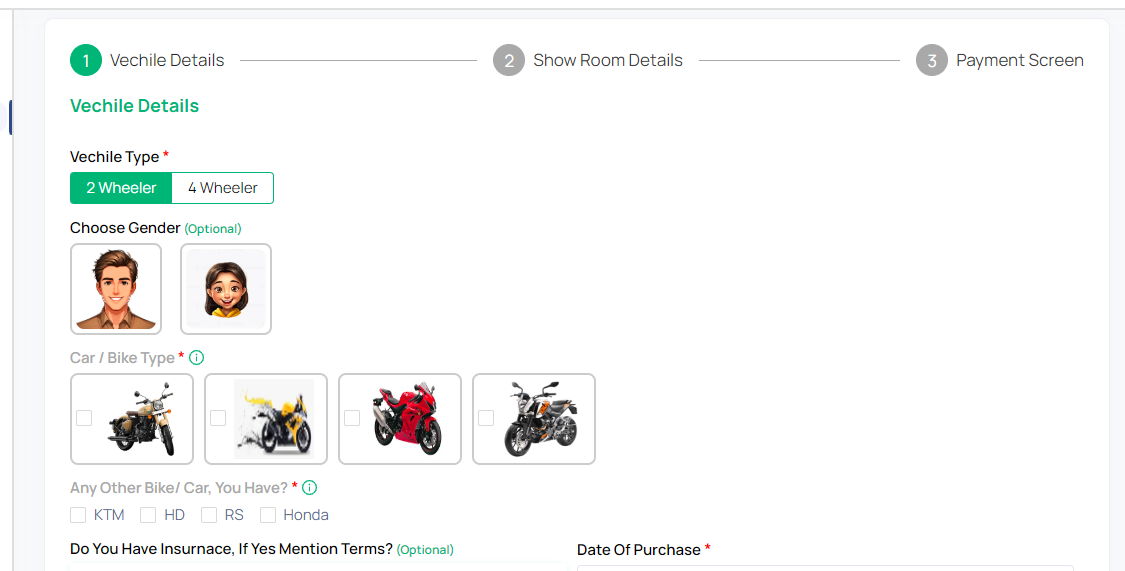 1 Vechile Details 2 Show Room Details 3 Payment Screen
Vechile Details
Vechile Type *
2 Wheeler 4 Wheeler
Choose Gender (Optional)
Car / Bike Type *
Any Other Bike/ Car, You Have? *
KTM HD RS Honda
Do You Have Insurnace, If Yes Mention Terms? (Optional) Date Of Purchase *